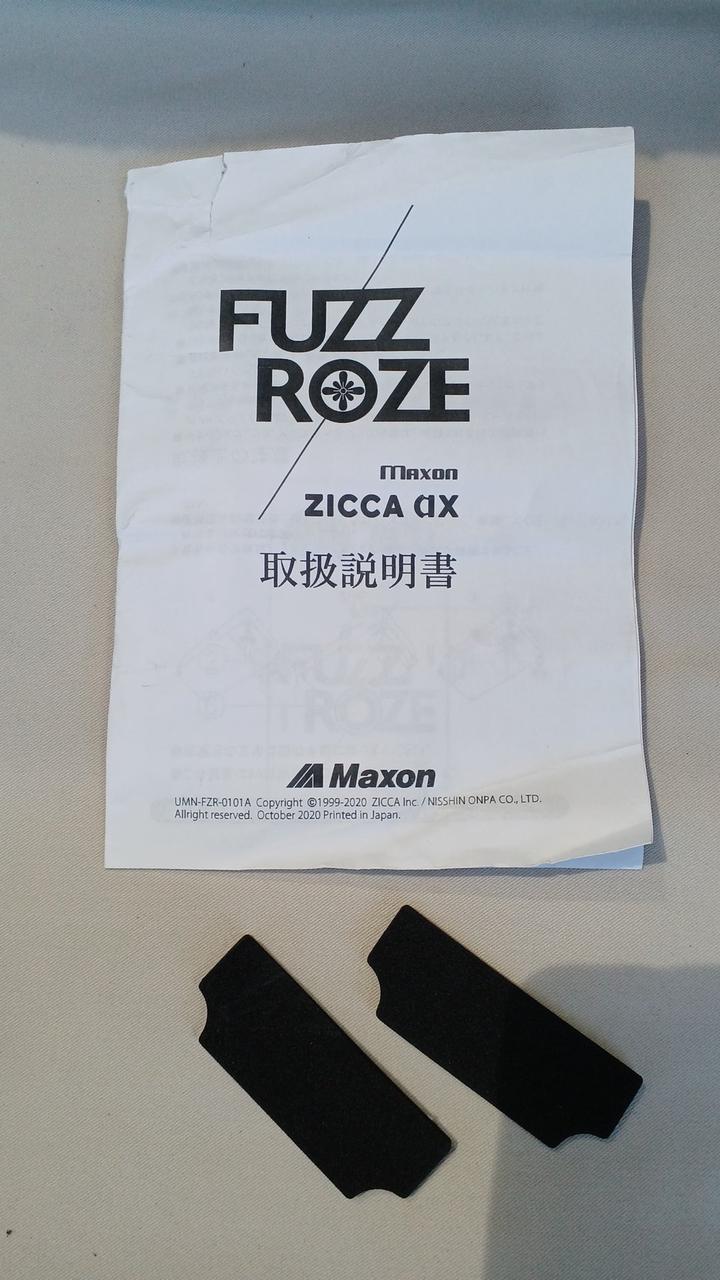 FUZZ
ROZE
Maxon
ZICCA AX
取扱説明書
Maxon
UMN-FZR-0101A Copyright ©1999-2020 ZICCA Inc. / NISSHIN ONPA CO., LTD.
Allright reserved. October 2020 Printed in Japan.